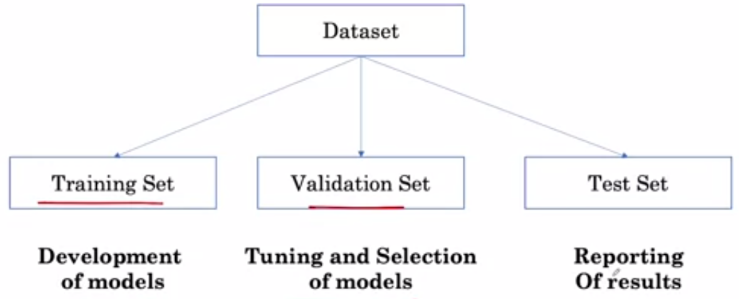 Dataset
Training Set
Validation Set
Test Set
Development
of models
Tuning and Selection
of models
Reporting
Of results